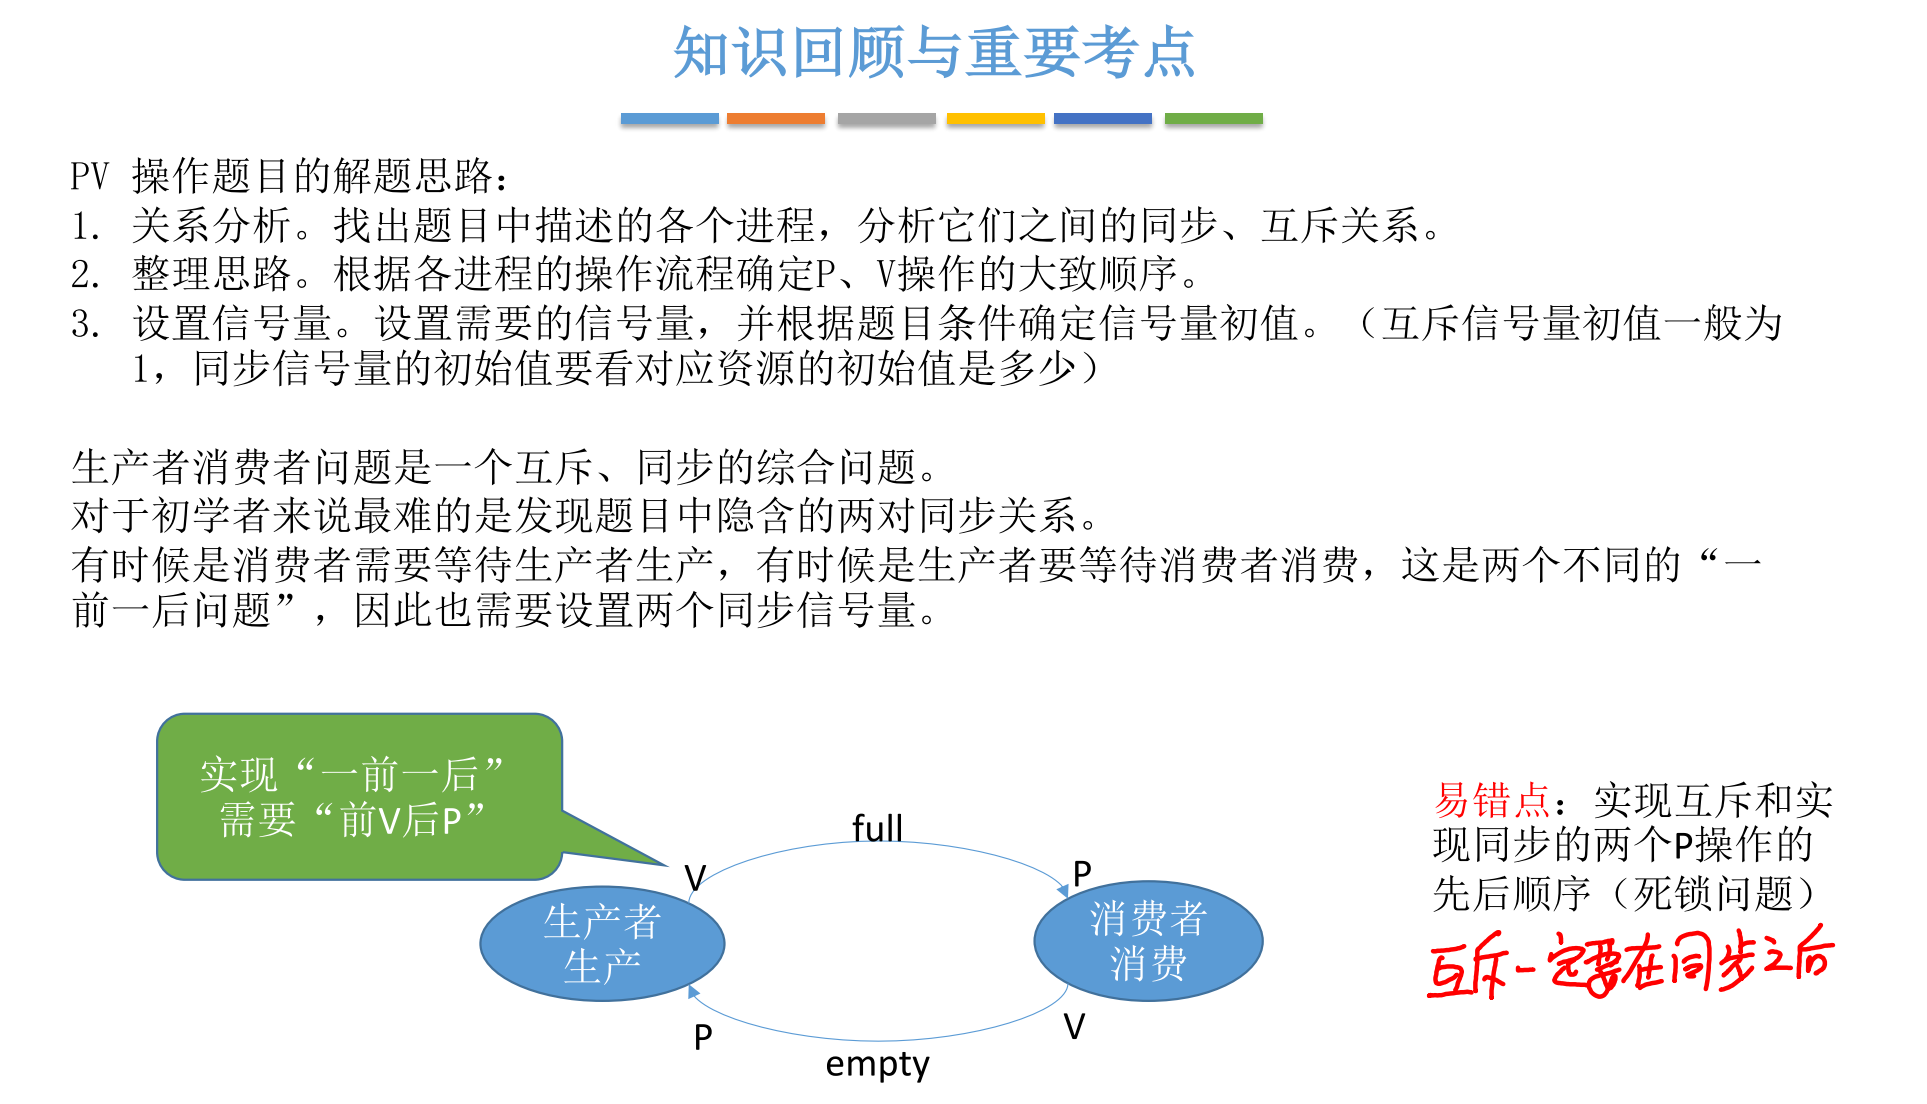 知识回顾与重要考点
PV 操作题目的解题思路：
1. 关系分析。找出题目中描述的各个进程，分析它们之间的同步、互斥关系。
2. 整理思路。根据各进程的操作流程确定P、V操作的大致顺序。
3. 设置信号量。设置需要的信号量，并根据题目条件确定信号量初值。（互斥信号量初值一般为
1，同步信号量的初始值要看对应资源的初始值是多少）
生产者消费者问题是一个互斥、同步的综合问题。
对于初学者来说最难的是发现题目中隐含的两对同步关系。
有时候是消费者需要等待生产者生产，有时候是生产者要等待消费者消费，这是两个不同的“一
前一后问题”，因此也需要设置两个同步信号量。
实现“一前一后”
需要“前V后P”
full
V
P
生产者
生产
消费者
消费
P
V
empty
易错点：实现互斥和实
现同步的两个P操作的
先后顺序（死锁问题）
互斥一定要在同步之后